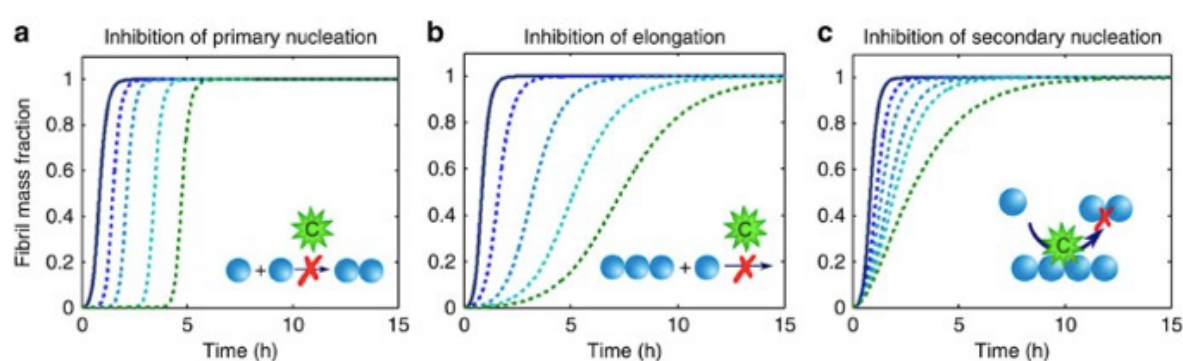 a Inhibition of primary nucleation
b Inhibition of elongation
c Inhibition of secondary nucleation
Fibril mass fraction
1
0.8
0.6
0.4
0.2
0
0 5 10 15
Time (h)
C
+
1
0.8
0.6
0.4
0.2
0
0 5 10 15
Time (h)
C
+
1
0.8
0.6
0.4
0.2
0
0 5 10 15
Time (h)
C